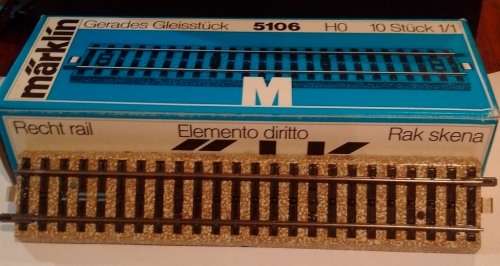 märklin
Gerades Gleisstück 5106 H0 10 Stück 1/1
M
Recht rail Elemento diritto Rak skena